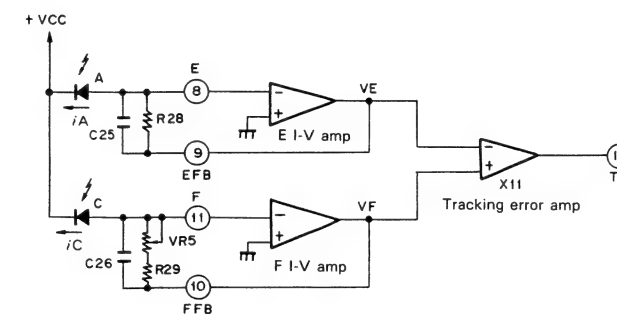 + VCC
A
iA
C25
R28
E
8
9
EFB
E I-V amp
VE
X11
Tracking error amp
T
C
iC
C26
VR5
R29
F
11
10
FFB
F I-V amp
VF